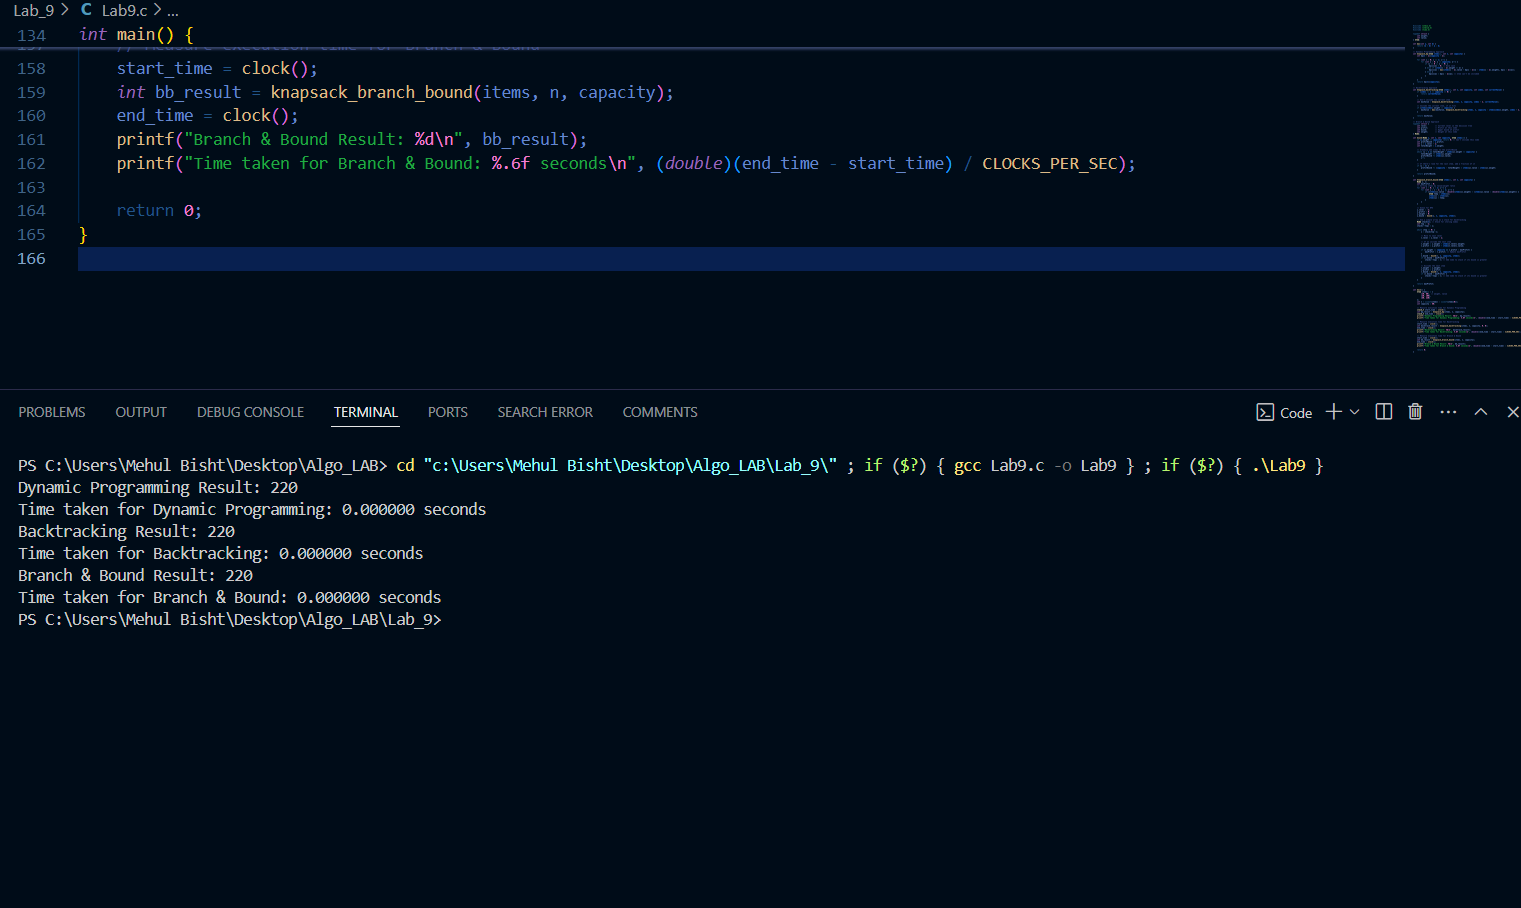 Lab_9 > C Lab9.c > ...
134 int main() {
158 start_time = clock();
159 int bb_result = knapsack_branch_bound(items, n, capacity);
160 end_time = clock();
161 printf("Branch & Bound Result: %d\n", bb_result);
162 printf("Time taken for Branch & Bound: %.6f seconds\n", (double)(end_time - start_time) / CLOCKS_PER_SEC);
163
164 return 0;
165 }
166
PROBLEMS OUTPUT DEBUG CONSOLE TERMINAL PORTS SEARCH ERROR COMMENTS Code
PS C:\Users\Mehul Bisht\Desktop\Algo_LAB> cd "c:\Users\Mehul Bisht\Desktop\Algo_LAB\Lab_9\" ; if ($?) { gcc Lab9.c -o Lab9 } ; if ($?) { .\Lab9 }
Dynamic Programming Result: 220
Time taken for Dynamic Programming: 0.000000 seconds
Backtracking Result: 220
Time taken for Backtracking: 0.000000 seconds
Branch & Bound Result: 220
Time taken for Branch & Bound: 0.000000 seconds
PS C:\Users\Mehul Bisht\Desktop\Algo_LAB\Lab_9>